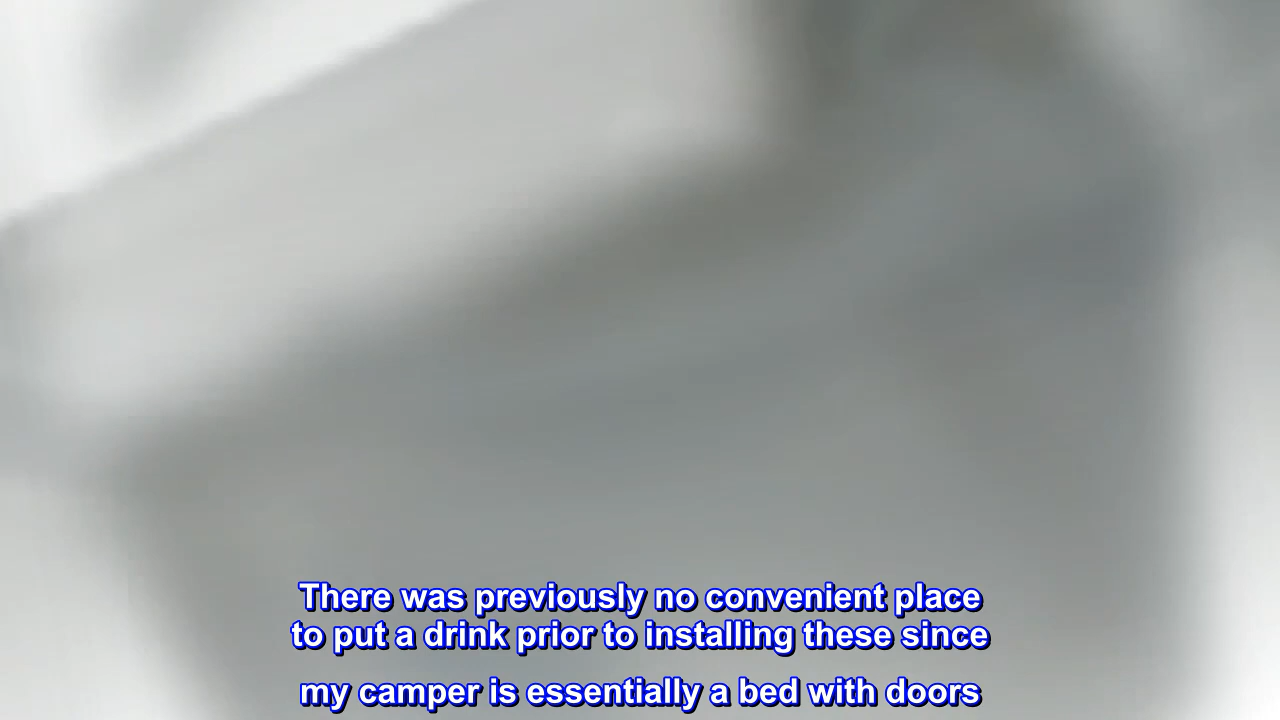 There was previously no convenient place
to put a drink prior to installing these since
my camper is essentially a bed with doors